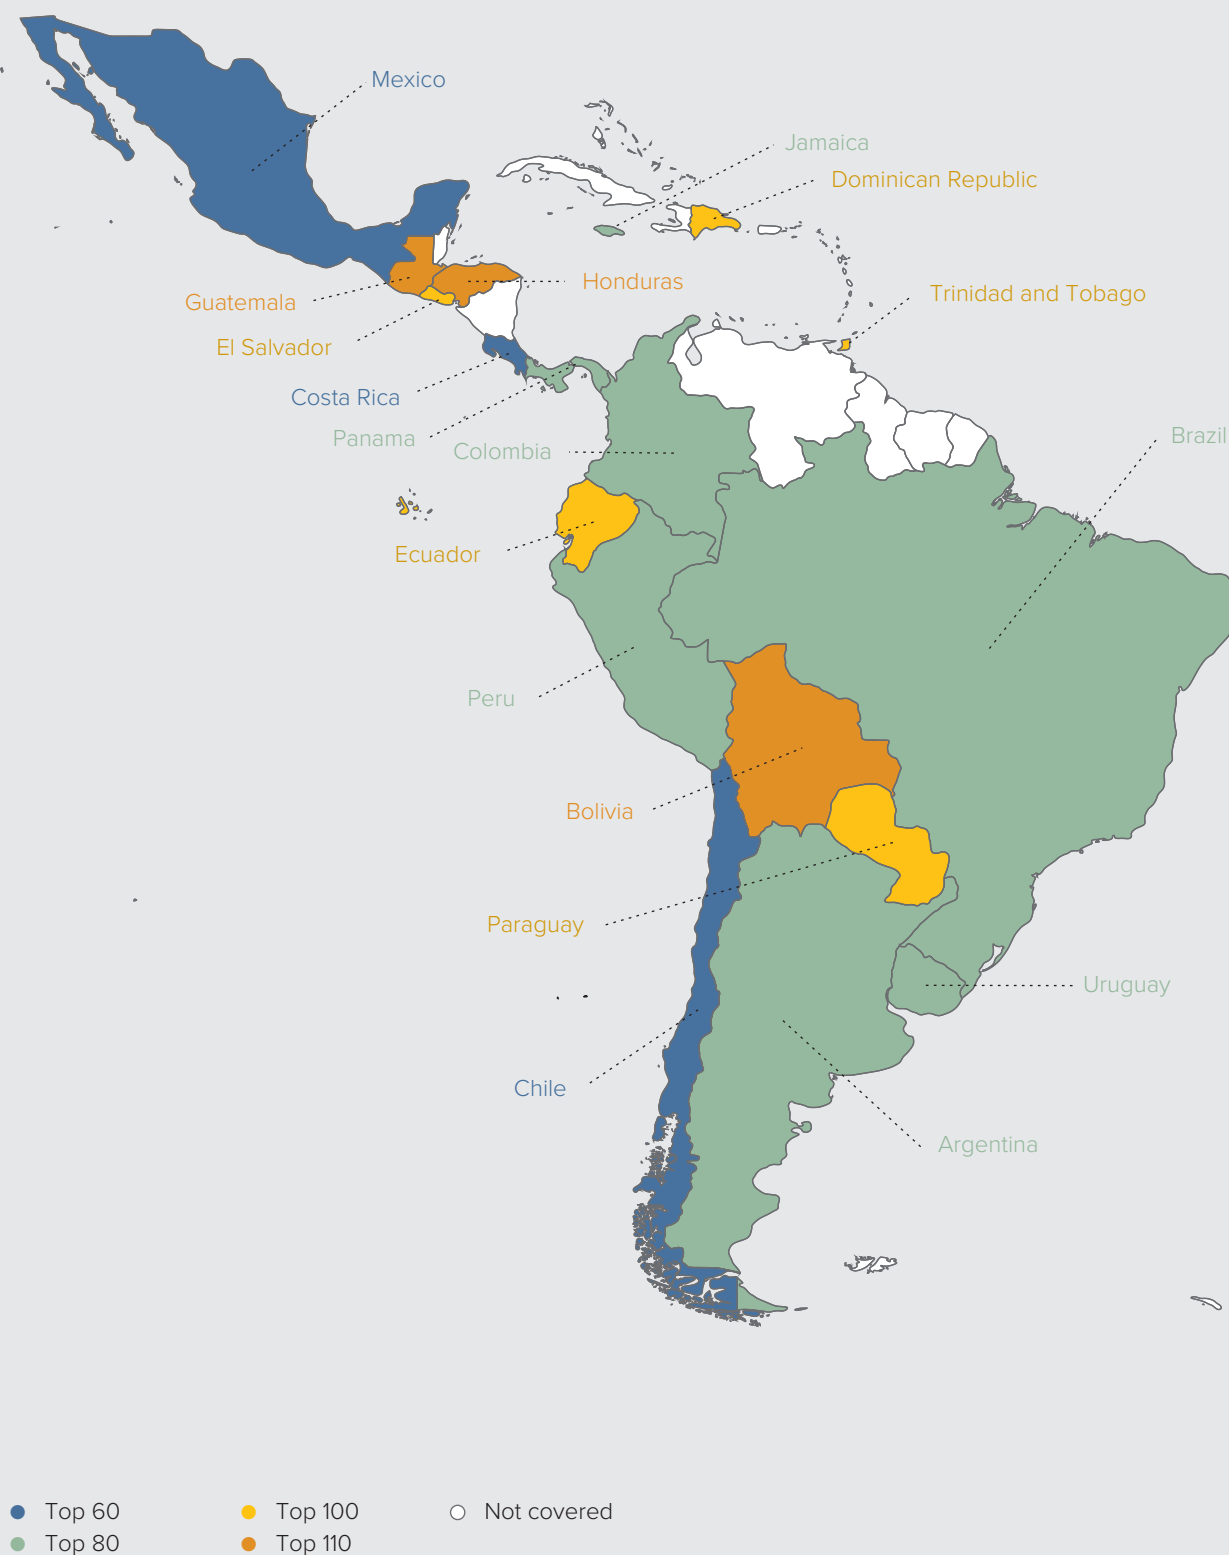 Mexico
Jamaica
Dominican Republic
Honduras
Guatemala
Trinidad and Tobago
El Salvador
Costa Rica
Panama
Colombia
Brazil
Ecuador
Peru
Bolivia
Paraguay
Uruguay
Chile
Argentina
Top 60
Top 100
Not covered
Top 80
Top 110